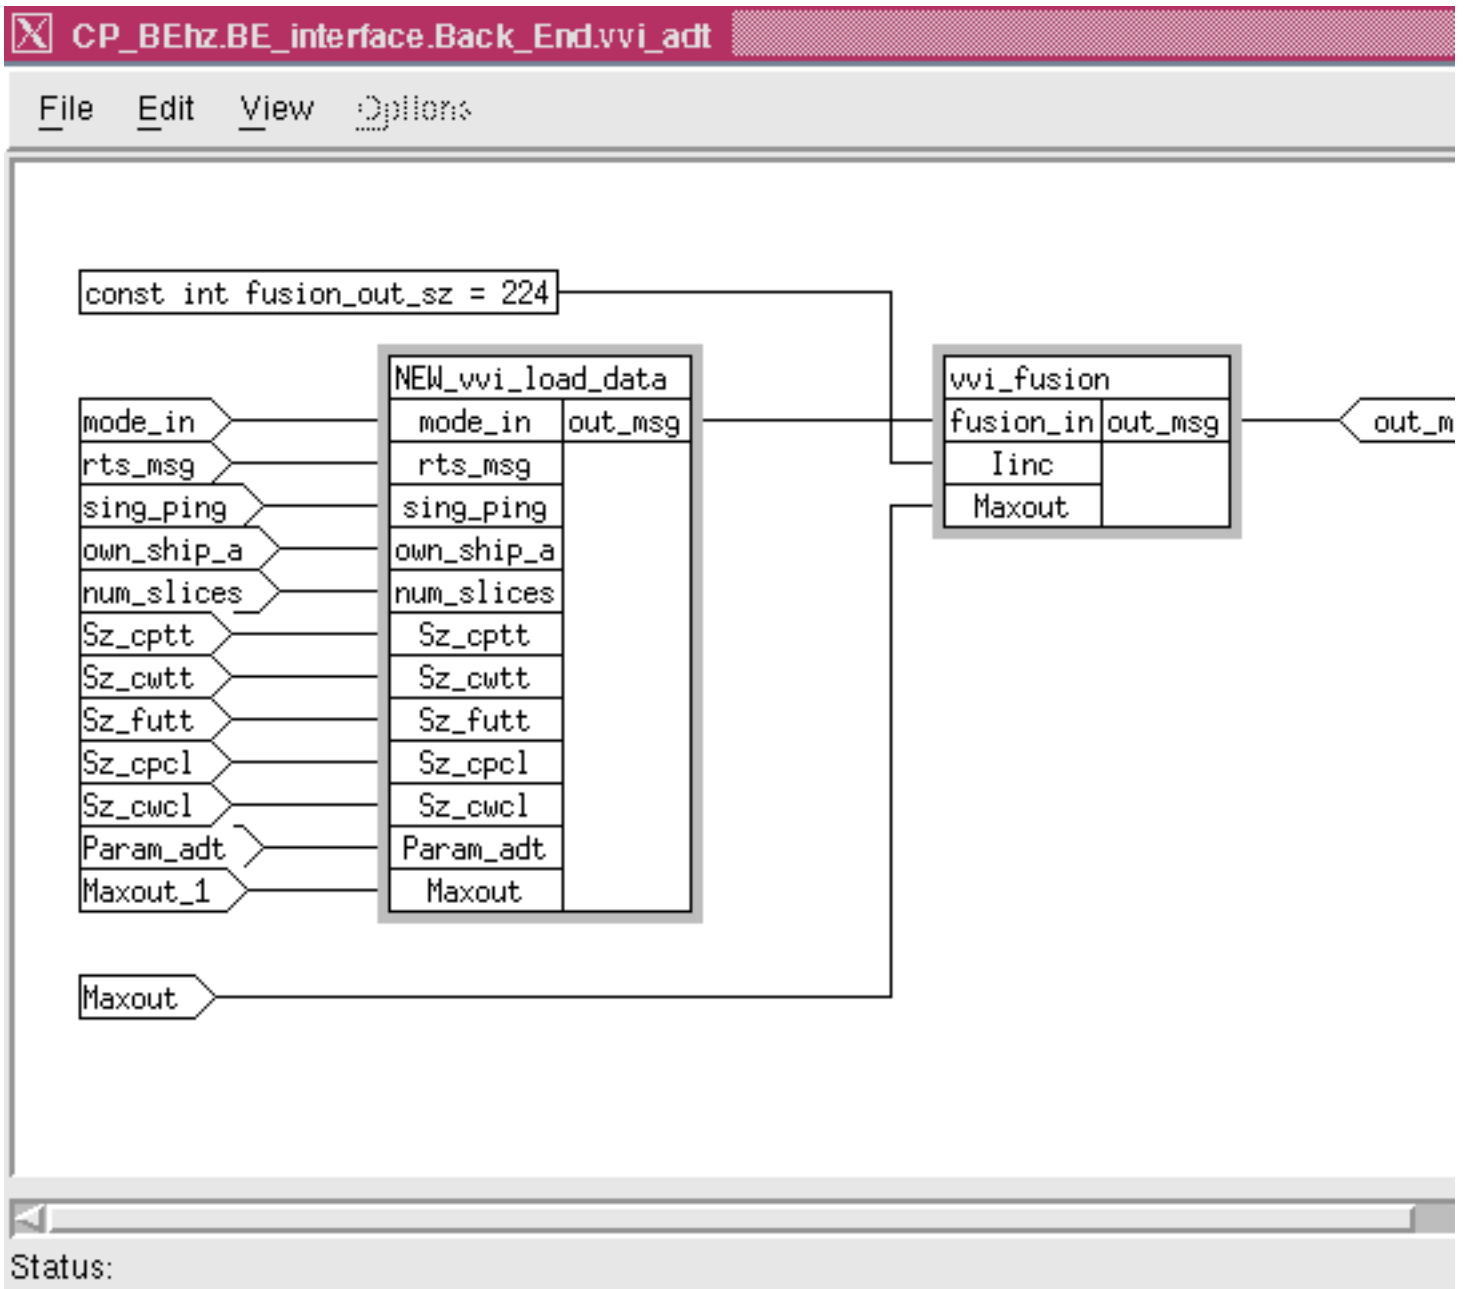 X CP_BEhz.BE_interface.Back_End.vvi_adt
File Edit View Options
const int fusion_out_sz = 224
NEW_vvi_load_data vvi_fusion
mode_in mode_in out_msg fusion_in out_msg out_m
rts_msg rts_msg Iinc
sing_ping sing_ping Maxout
own_ship_a own_ship_a
num_slices num_slices
Sz_cptt Sz_cptt
Sz_cwtt Sz_cwtt
Sz_futt Sz_futt
Sz_cpcl Sz_cpcl
Sz_cwcl Sz_cwcl
Param_adt Param_adt
Maxout_1 Maxout
Maxout
Status: